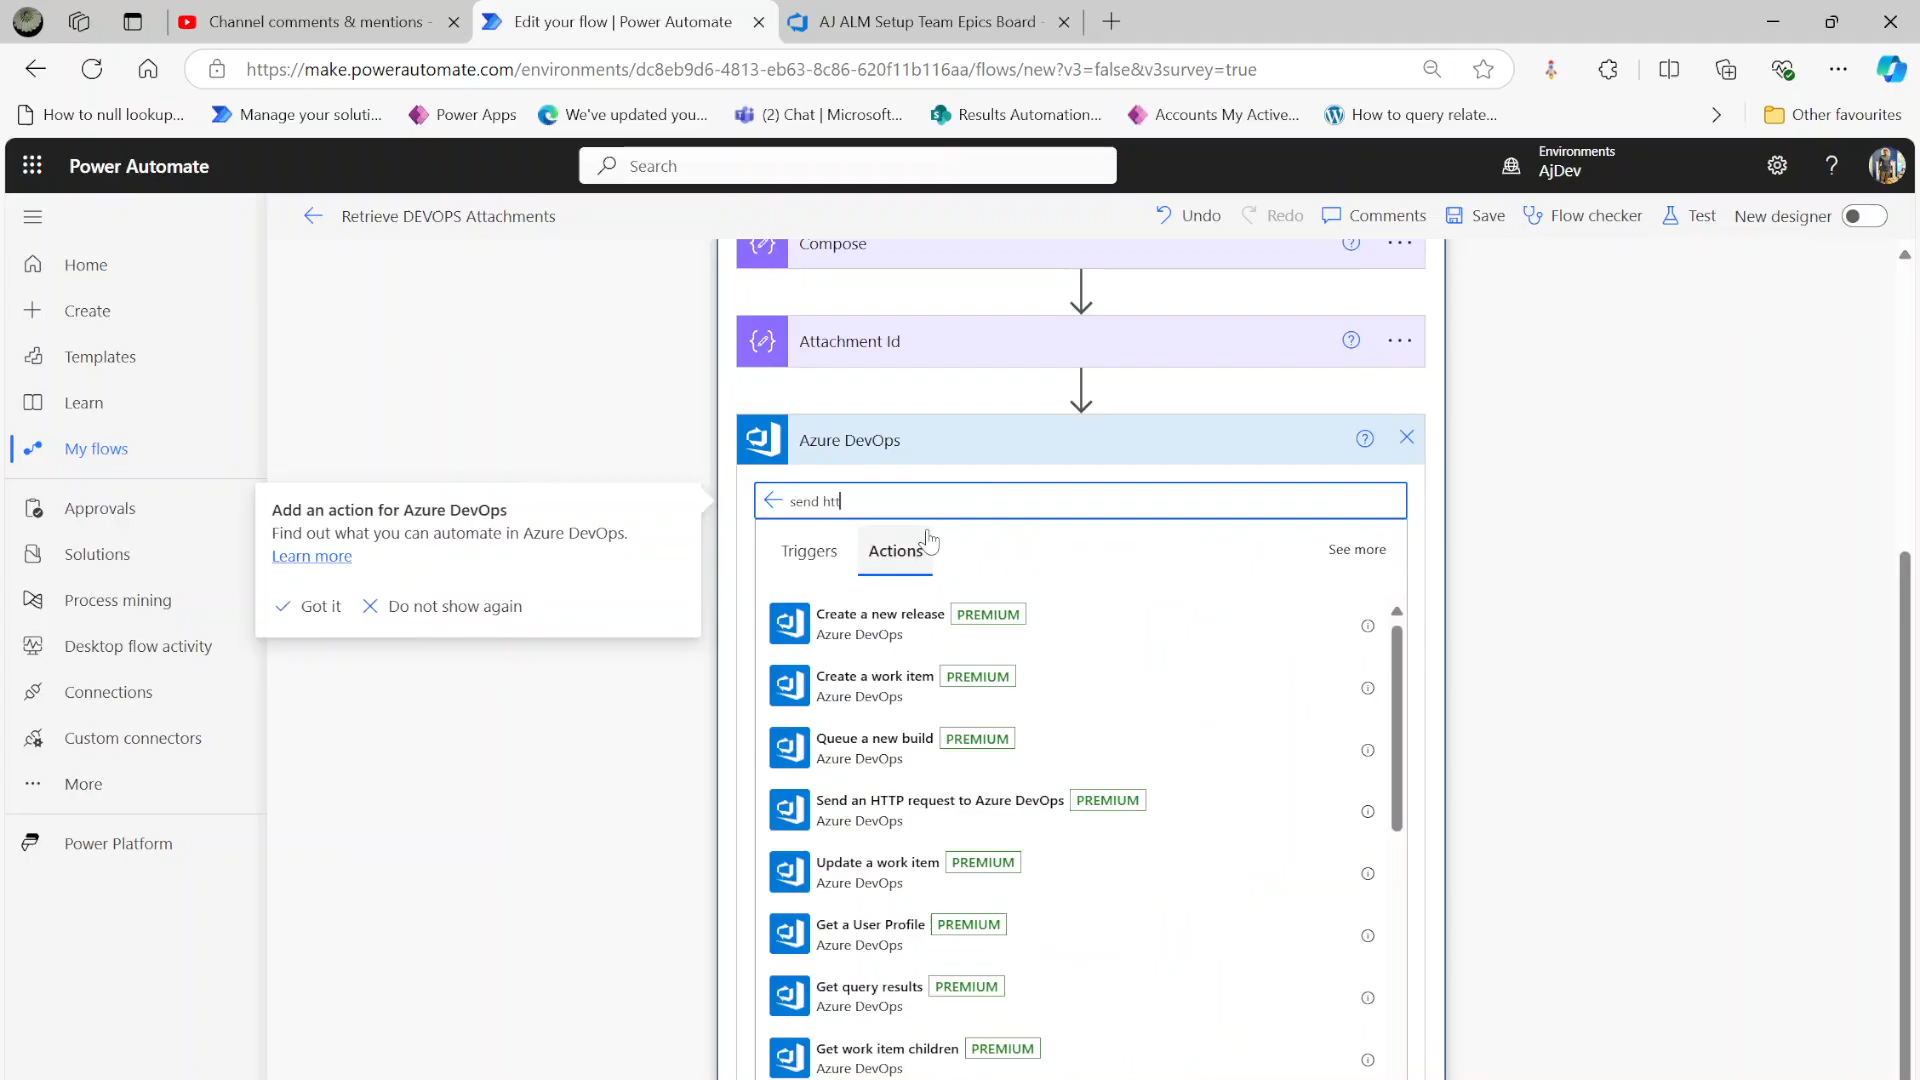 Channel comments & mentions -
Edit your flow | Power Automate
AJ ALM Setup Team Epics Board -
https://make.powerautomate.com/environments/dc8eb9d6-4813-eb63-8c86-620f11b116aa/flows/new?v3=false&v3survey=true
How to null lookup...
Manage your soluti...
Power Apps
We've updated you...
(2) Chat | Microsoft...
Results Automation...
Accounts My Active...
How to query relate...
Other favourites
Power Automate
Search
Environments
AjDev
Retrieve DEVOPS Attachments
Undo
Redo
Comments
Save
Flow checker
Test
New designer
Home
Create
Templates
Learn
My flows
Approvals
Solutions
Process mining
Desktop flow activity
Connections
Custom connectors
More
Power Platform
Compose
Attachment Id
Azure DevOps
Add an action for Azure DevOps
Find out what you can automate in Azure DevOps.
Learn more
Got it
Do not show again
send htt
Triggers
Actions
See more
Create a new release PREMIUM
Azure DevOps
Create a work item PREMIUM
Azure DevOps
Queue a new build PREMIUM
Azure DevOps
Send an HTTP request to Azure DevOps PREMIUM
Azure DevOps
Update a work item PREMIUM
Azure DevOps
Get a User Profile PREMIUM
Azure DevOps
Get query results PREMIUM
Azure DevOps
Get work item children PREMIUM
Azure DevOps